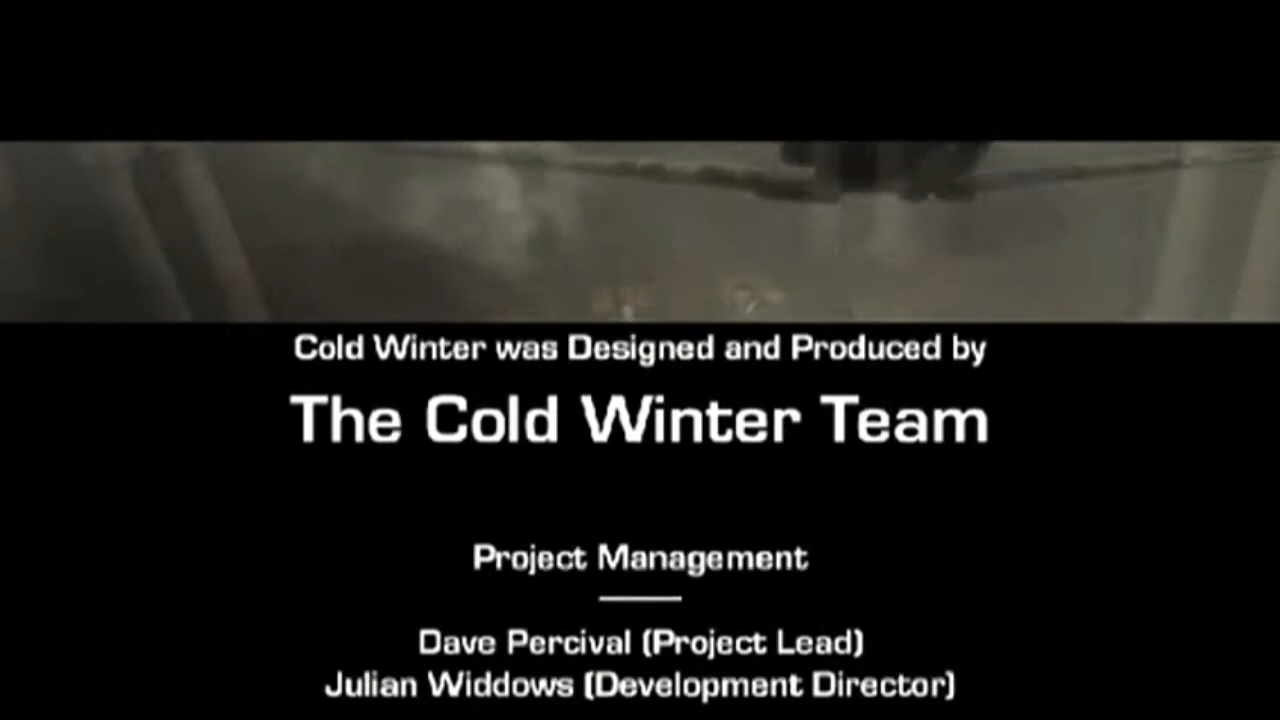 Cold Winter was Designed and Produced by
The Cold Winter Team
Project Management
Dave Percival (Project Lead)
Julian Widdows (Development Director)